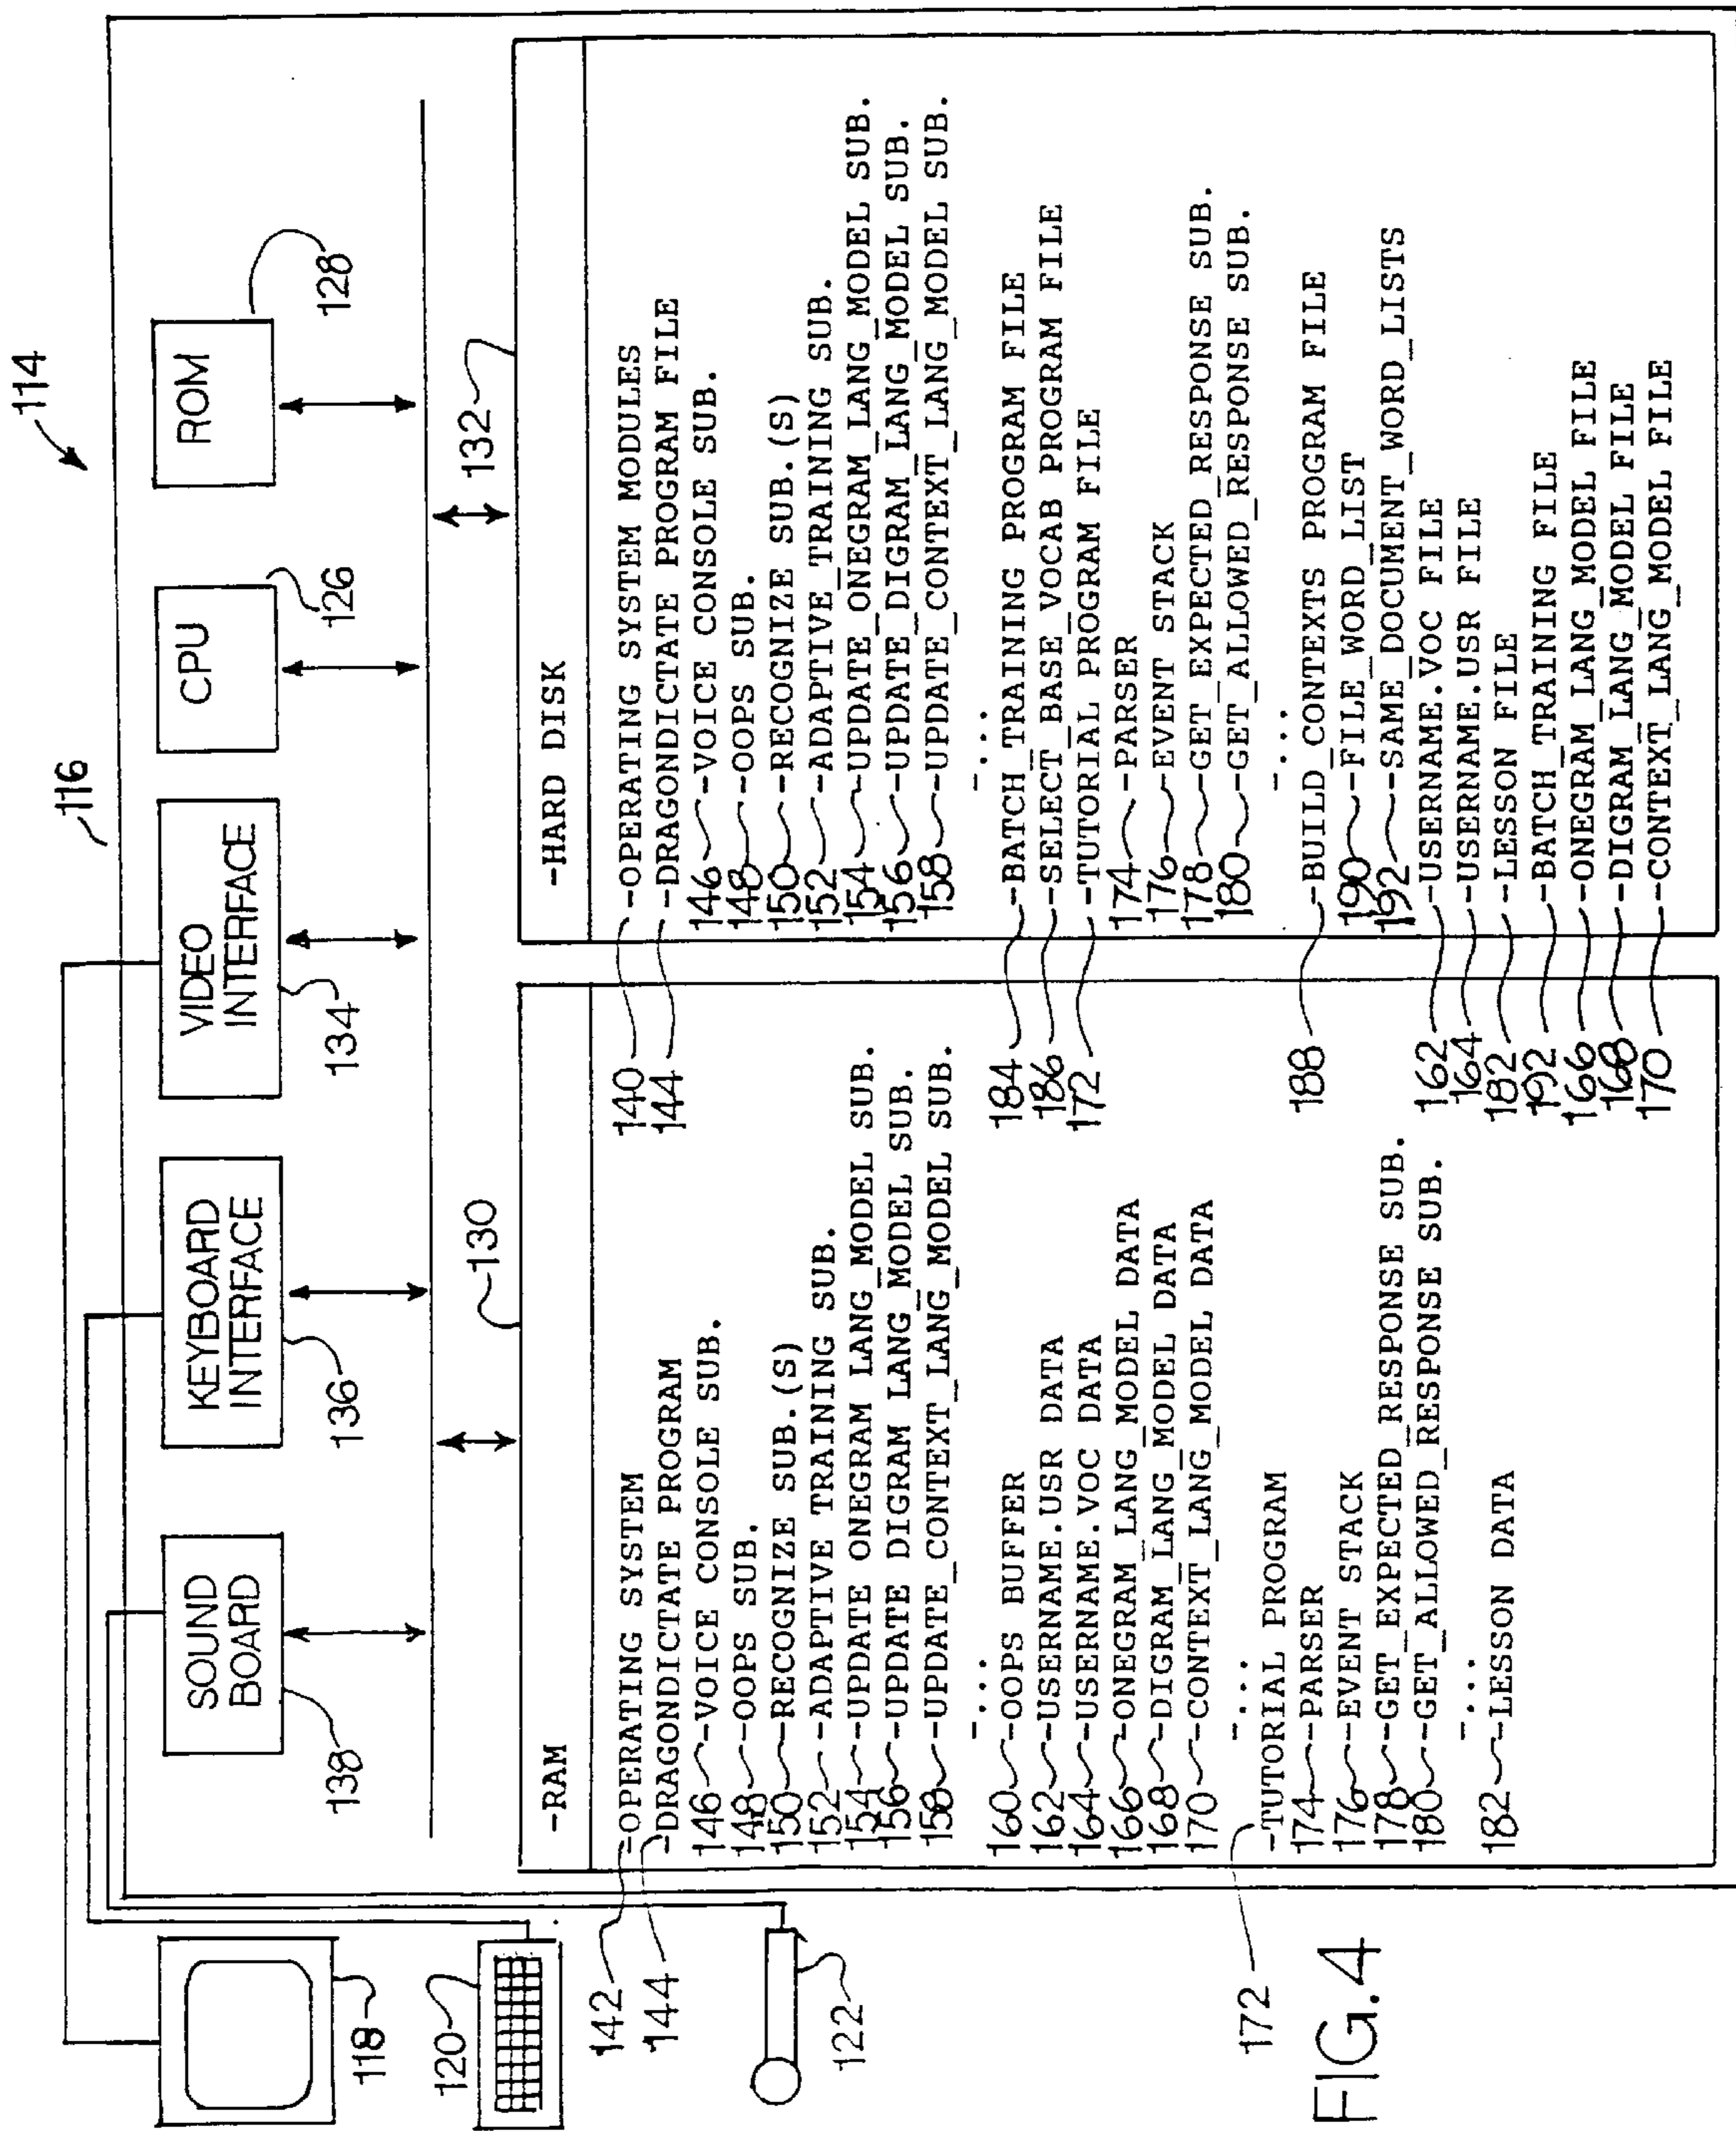 114
116
SOUND BOARD
138
KEYBOARD INTERFACE
136
VIDEO INTERFACE
134
CPU
126
ROM
128
118
120
122
130
132
-RAM
142 -OPERATING SYSTEM
144 -DRAGONDICTATE PROGRAM
146 -VOICE CONSOLE SUB.
148 -OOPS SUB.
150 -RECOGNIZE SUB.(S)
152 -ADAPTIVE TRAINING SUB.
154 -UPDATE ONEGRAM LANG_MODEL SUB.
156 -UPDATE DIGRAM LANG_MODEL SUB.
158 -UPDATE_CONTEXT_LANG_MODEL SUB.
-...
160 -OOPS BUFFER
162 -USERNAME.USR DATA
164 -USERNAME.VOC DATA
166 -ONEGRAM_LANG_MODEL DATA
168 -DIGRAM_LANG_MODEL DATA
170 -CONTEXT_LANG_MODEL DATA
-...
172 -TUTORIAL PROGRAM
174 -PARSER
176 -EVENT STACK
178 -GET_EXPECTED_RESPONSE SUB.
180 -GET_ALLOWED_RESPONSE SUB.
-...
182 -LESSON DATA
-HARD DISK
140 -OPERATING SYSTEM MODULES
144 -DRAGONDICTATE PROGRAM FILE
146 -VOICE CONSOLE SUB.
148 -OOPS SUB.
150 -RECOGNIZE SUB.(S)
152 -ADAPTIVE_TRAINING SUB.
154 -UPDATE_ONEGRAM_LANG_MODEL SUB.
156 -UPDATE_DIGRAM_LANG_MODEL SUB.
158 -UPDATE_CONTEXT_LANG_MODEL SUB.
-...
184 -BATCH_TRAINING PROGRAM FILE
186 -SELECT_BASE_VOCAB PROGRAM FILE
172 -TUTORIAL PROGRAM FILE
174 -PARSER
176 -EVENT STACK
178 -GET_EXPECTED_RESPONSE SUB.
180 -GET_ALLOWED_RESPONSE SUB.
-...
188 -BUILD_CONTEXTS PROGRAM FILE
190 -FILE_WORD_LIST
192 -SAME_DOCUMENT_WORD_LISTS
162 -USERNAME.VOC FILE
164 -USERNAME.USR FILE
182 -LESSON FILE
192 -BATCH_TRAINING FILE
166 -ONEGRAM_LANG_MODEL FILE
168 -DIGRAM_LANG_MODEL FILE
170 -CONTEXT_LANG_MODEL FILE
FIG.4